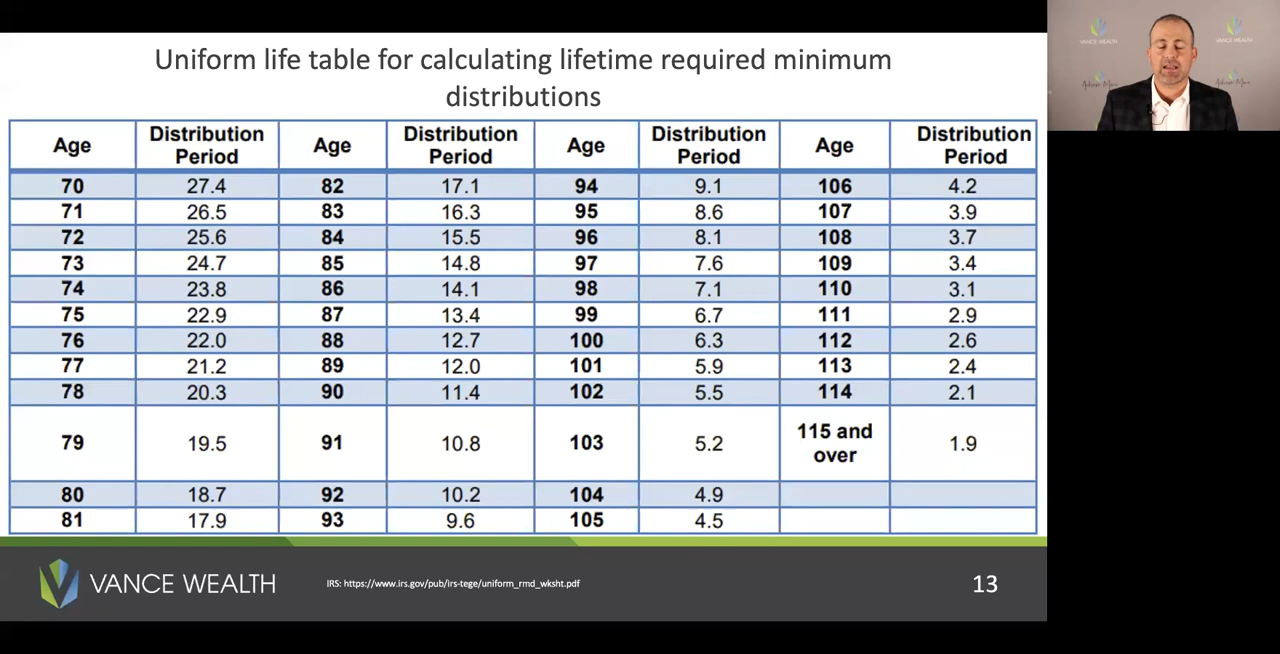 Uniform life table for calculating lifetime required minimum
distributions
Age Distribution Period Age Distribution Period Age Distribution Period Age Distribution Period
70 27.4 82 17.1 94 9.1 106 4.2
71 26.5 83 16.3 95 8.6 107 3.9
72 25.6 84 15.5 96 8.1 108 3.7
73 24.7 85 14.8 97 7.6 109 3.4
74 23.8 86 14.1 98 7.1 110 3.1
75 22.9 87 13.4 99 6.7 111 2.9
76 22.0 88 12.7 100 6.3 112 2.6
77 21.2 89 12.0 101 5.9 113 2.4
78 20.3 90 11.4 102 5.5 114 2.1
79 19.5 91 10.8 103 5.2 115 and over 1.9
80 18.7 92 10.2 104 4.9
81 17.9 93 9.6 105 4.5
VANCE WEALTH
IRS: https://www.irs.gov/pub/irs-tege/uniform_rmd_wksht.pdf
13
VANCE WEALTH
VANCE WEALTH